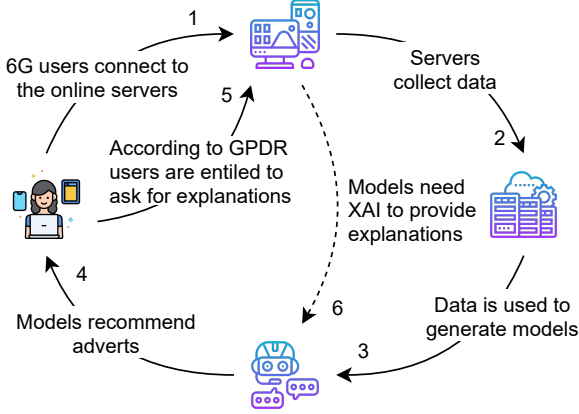 1
6G users connect to
the online servers
Servers
collect data
2
Data is used to
generate models
3
Models recommend
adverts
4
According to GPDR
users are entiled to
ask for explanations
5
Models need
XAI to provide
explanations
6